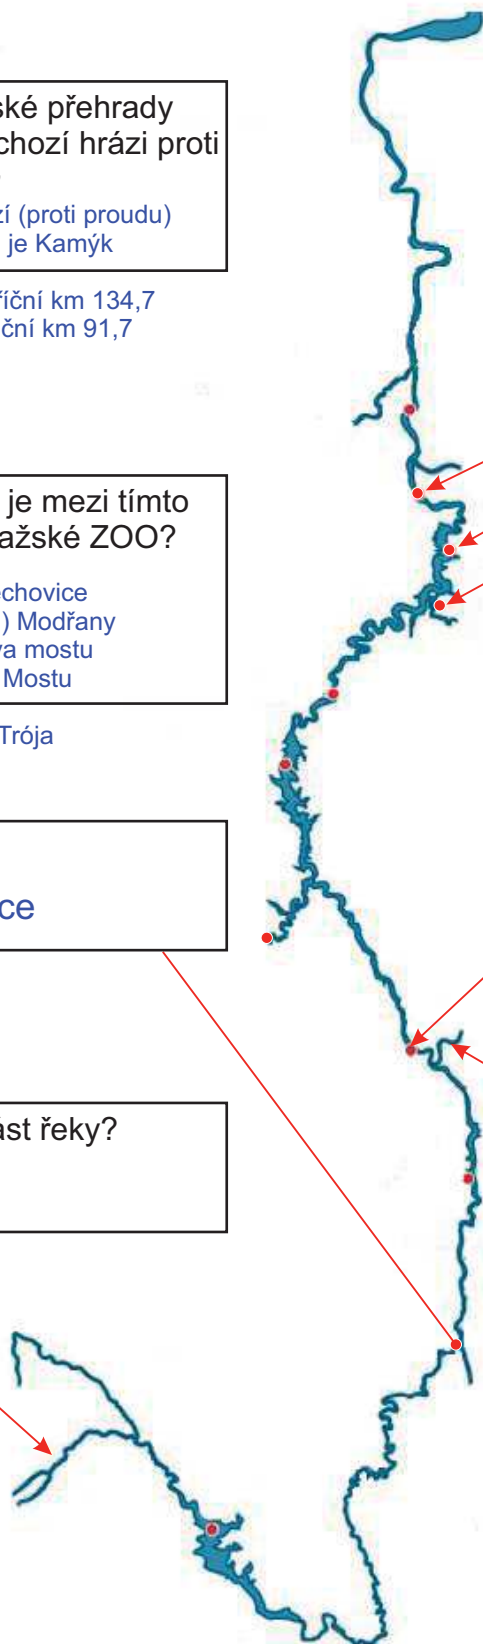 ské přehrady
chozí hrázi proti
zí (proti proudu)
je Kamýk
říční km 134,7
ční km 91,7
je mezi tímto
ažské ZOO?
echovice
) Modřany
va mostu
Mostu
Trója
ce
ást řeky?